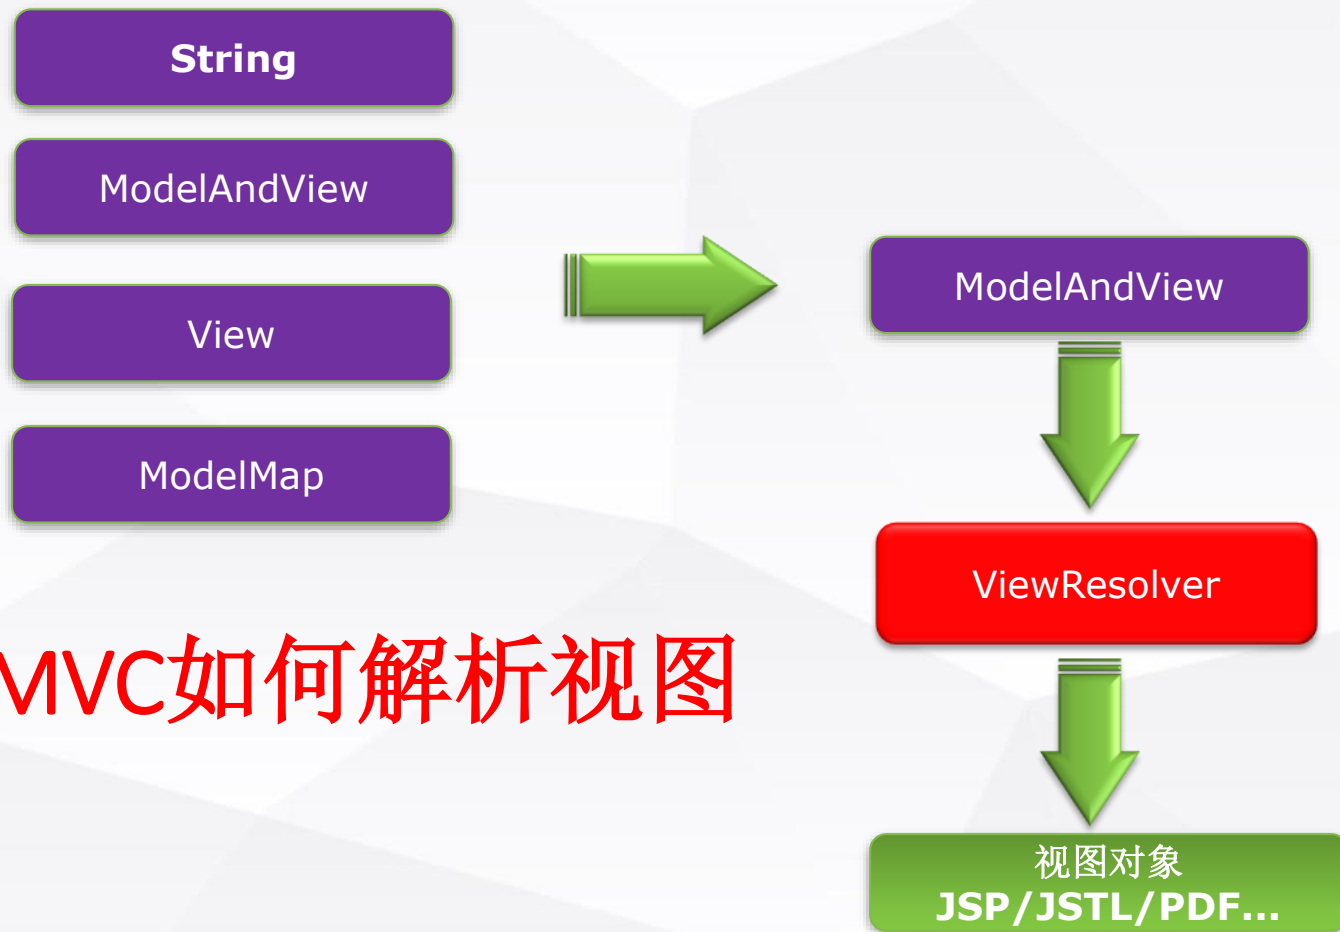 String
ModelAndView
View
ModelMap
ModelAndView
ViewResolver
MVC如何解析视图
视图对象
JSP/JSTL/PDF...